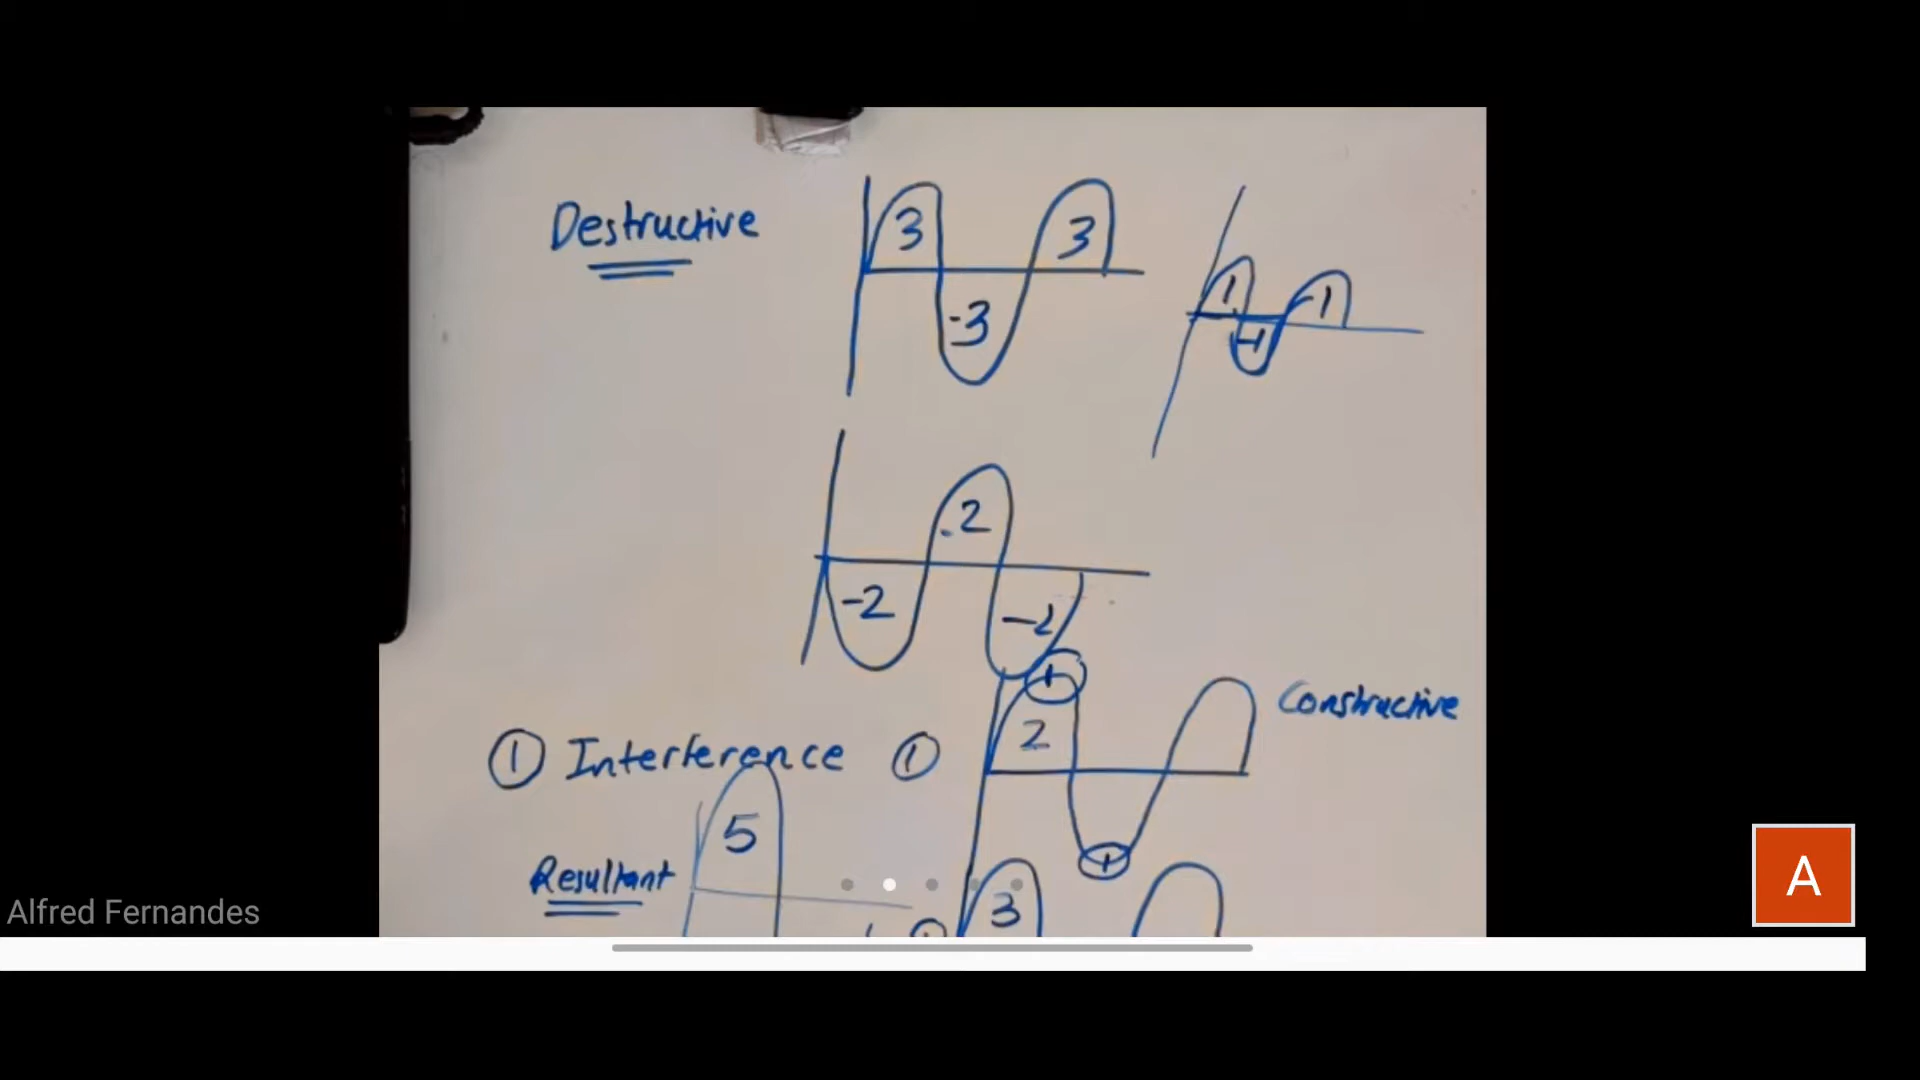 Destructive
3 3
-3
1 1
-1
.2
-2 -2
① Interference ①
2
Constructive
5
Resultant
3
Alfred Fernandes
A